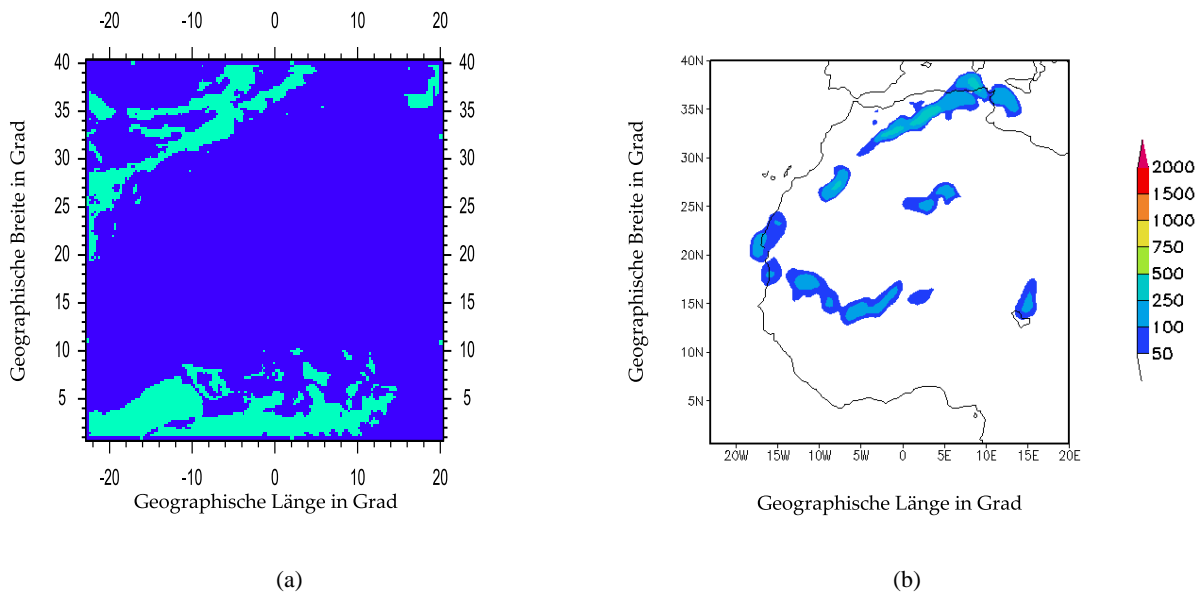 -20 -10 0 10 20
40 40
35 35
30 30
25 25
20 20
15 15
10 10
5 5
-20 -10 0 10 20
Geographische Breite in Grad
Geographische Länge in Grad
(a)
40N
35N
30N
25N
20N
15N
10N
5N
20W 15W 10W 5W 0 5E 10E 15E 20E
Geographische Breite in Grad
Geographische Länge in Grad
2000
1500
1000
750
500
250
100
50
(b)